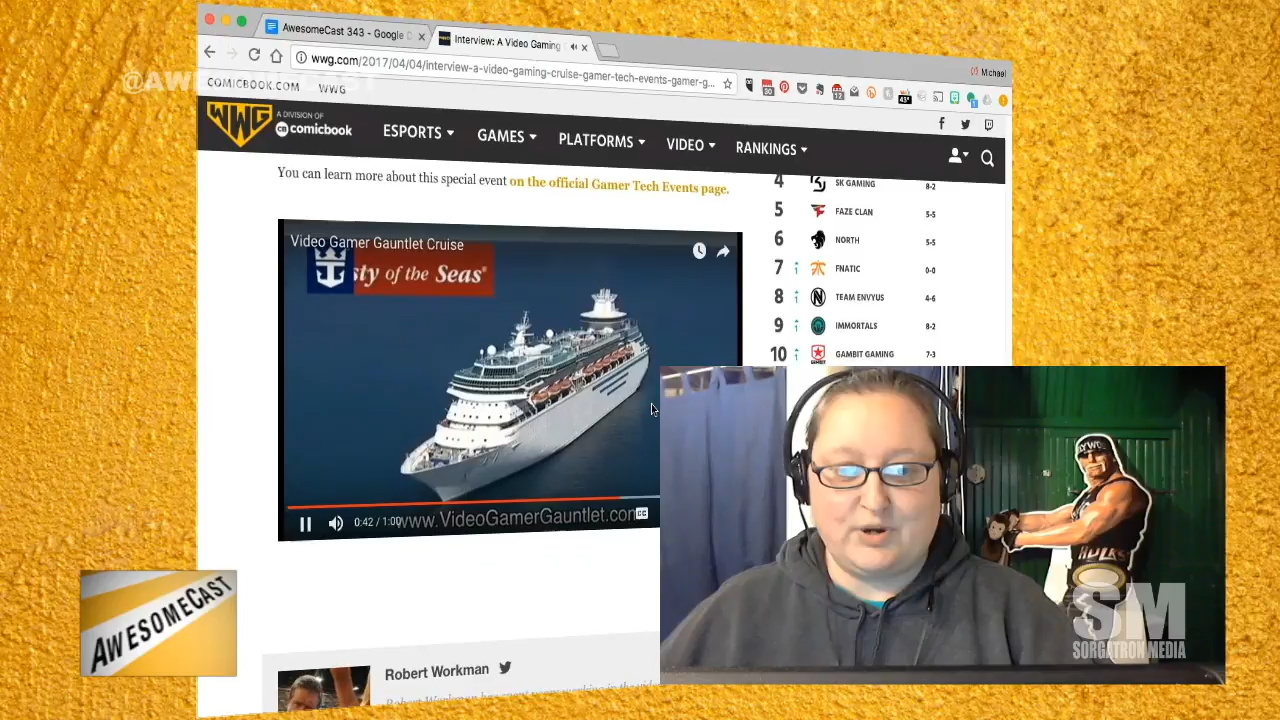 AwesomeCast 343 - Google D
Interview: A Video Gaming
Michael
wwg.com/2017/04/04/interview-a-video-gaming-cruise-gamer-tech-events-gamer-g...
COMICBOOK.COM WWG
WWG A DIVISION OF comicbook
ESPORTS GAMES PLATFORMS VIDEO RANKINGS
You can learn more about this special event on the official Gamer Tech Events page.
4 SK GAMING 8-2
5 FAZE CLAN 5-5
6 NORTH 5-5
7 FNATIC 0-0
8 TEAM ENVYUS 4-6
9 IMMORTALS 8-2
10 GAMBIT GAMING 7-3
Video Gamer Gauntlet Cruise
sty of the Seas®
0:42 / 1:00
www.VideoGamerGauntlet.com
CC
AWESOMECAST
Robert Workman
HULK
SM
SORGATRON MEDIA